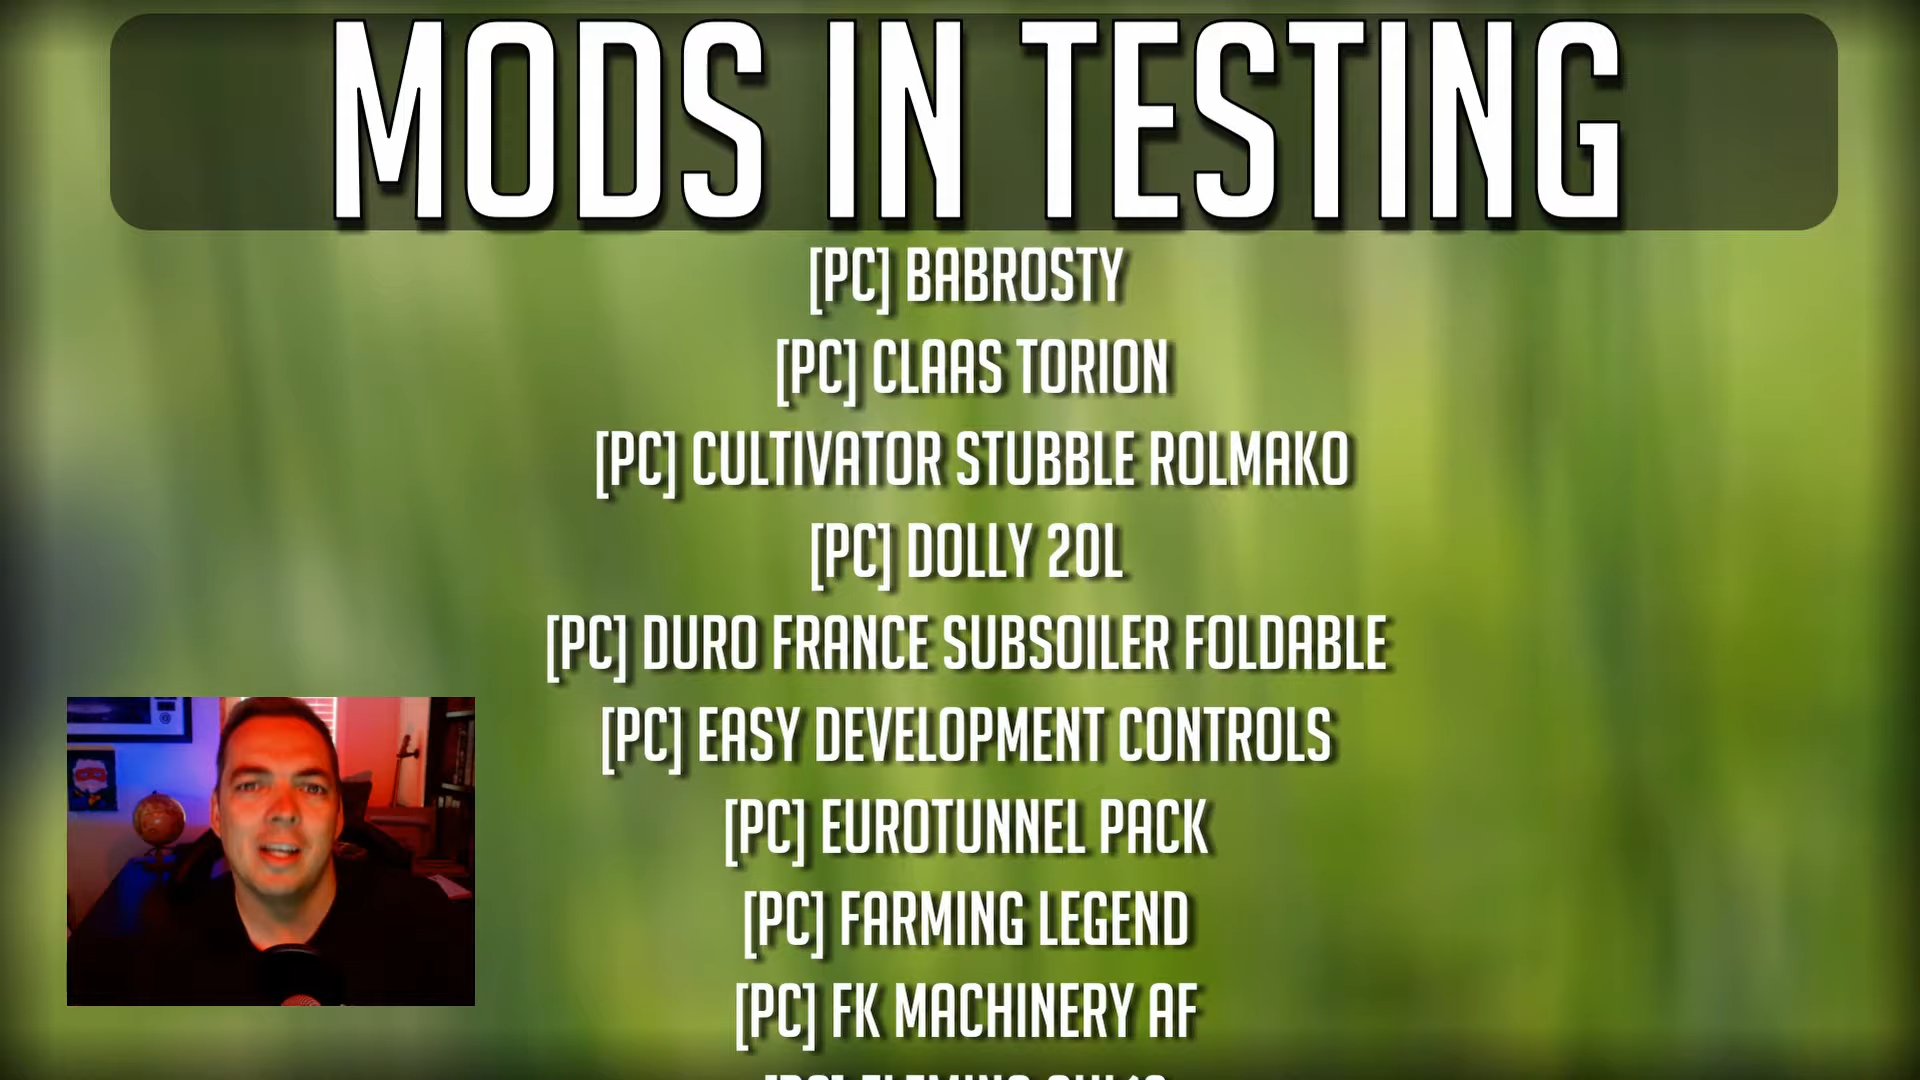 MODS IN TESTING
[PC] BABROSTY
[PC] CLAAS TORION
[PC] CULTIVATOR STUBBLE ROLMAKO
[PC] DOLLY 20L
[PC] DURO FRANCE SUBSOILER FOLDABLE
[PC] EASY DEVELOPMENT CONTROLS
[PC] EUROTUNNEL PACK
[PC] FARMING LEGEND
[PC] FK MACHINERY AF